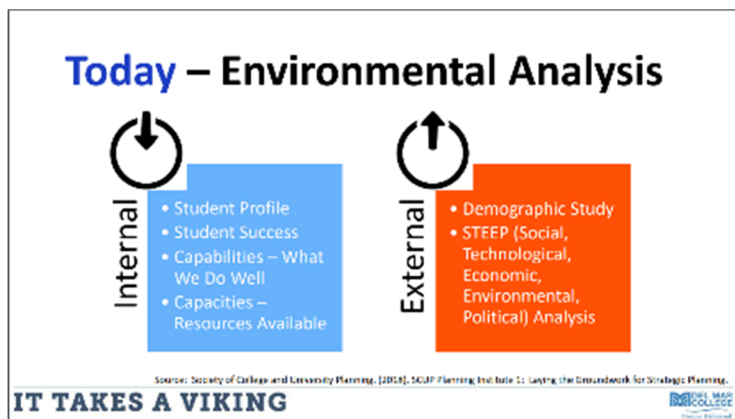 Today – Environmental Analysis
Internal
• Student Profile
• Student Success
• Capabilities – What
We Do Well
• Capacities –
Resources Available
External
• Demographic Study
• STEEP (Social,
Technological,
Economic,
Environmental,
Political) Analysis
Source: Society of College and University Planning. (2018). SCUP Planning Institute 1: Laying the Groundwork for Strategic Planning.
IT TAKES A VIKING
DEL MAR
COLLEGE